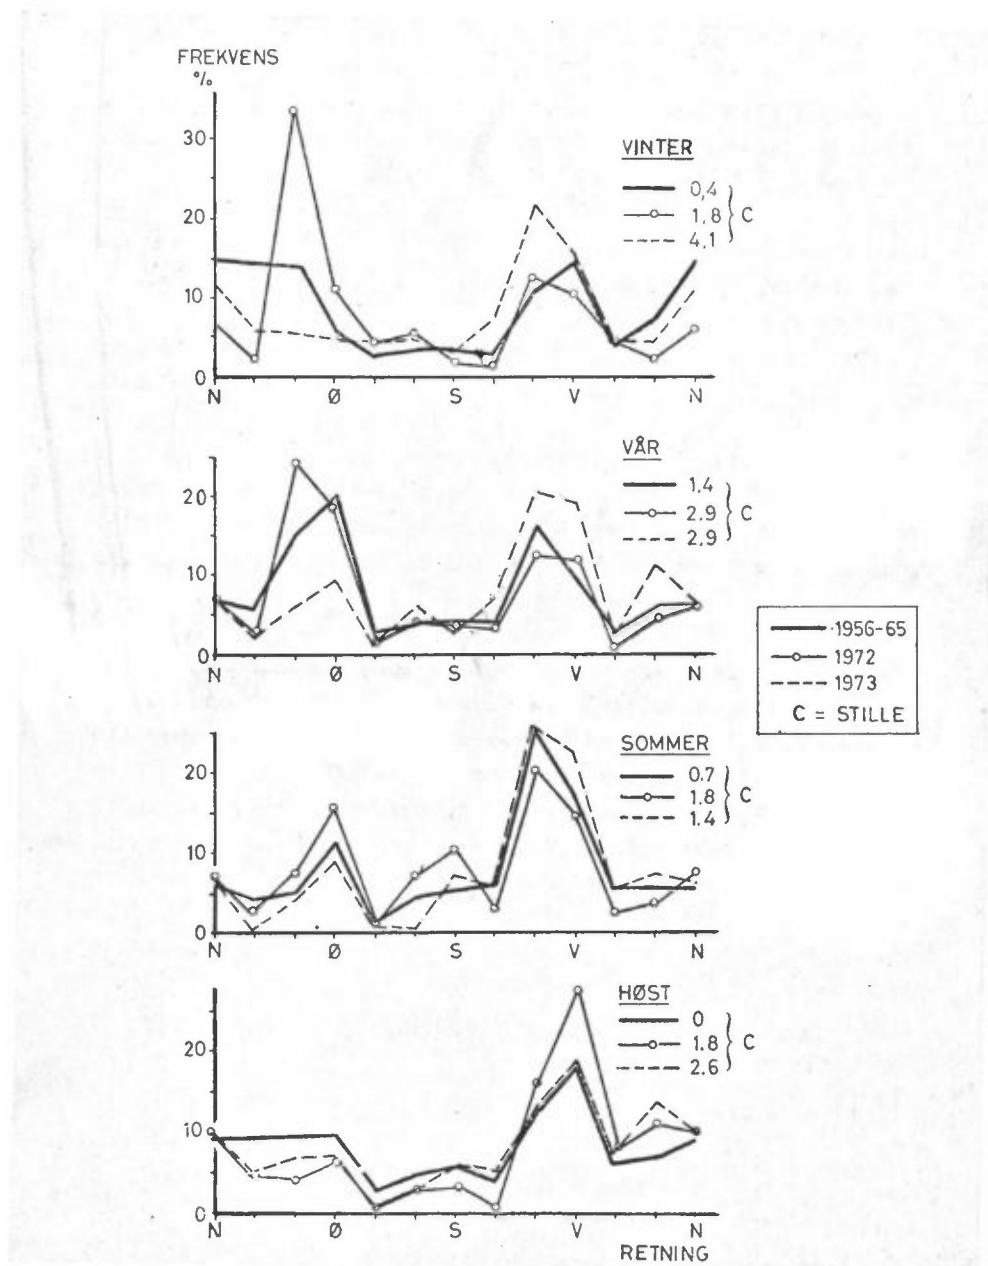 FREKVENS
%
30
20
10
0
N Ø S V N
VINTER
0,4
1,8 } C
4,1
20
10
0
N Ø S V N
VÅR
1,4
2.9 } C
2.9
1956-65
1972
1973
C = STILLE
20
10
0
N Ø S V N
SOMMER
0.7
1.8 } C
1.4
20
10
0
N Ø S V N
HØST
0
1.8 } C
2.6
RETNING